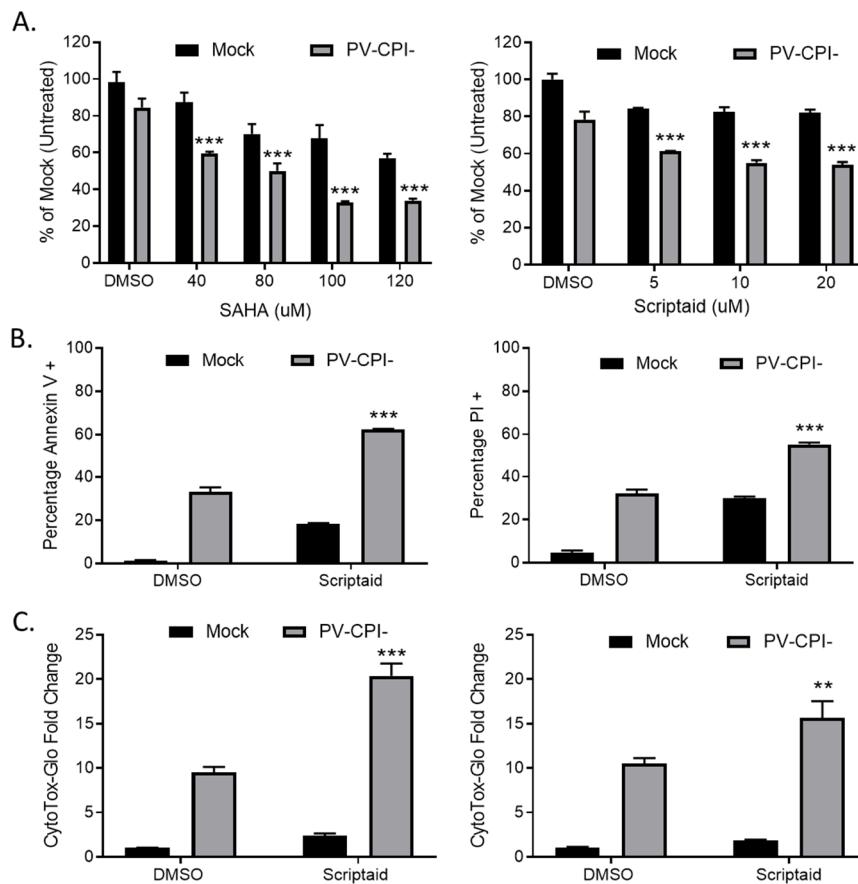 A.
Mock PV-CPI-
% of Mock (Untreated)
100
80
60
40
20
0
*** *** *** ***
DMSO 40 80 100 120
SAHA (uM)
Mock PV-CPI-
% of Mock (Untreated)
100
80
60
40
20
0
*** *** ***
DMSO 5 10 20
Scriptaid (uM)
B.
Mock PV-CPI-
Percentage Annexin V +
100
80
60
40
20
0
***
DMSO Scriptaid
Mock PV-CPI-
Percentage PI +
100
80
60
40
20
0
***
DMSO Scriptaid
C.
Mock PV-CPI-
CytoTox-Glo Fold Change
25
20
15
10
5
0
***
DMSO Scriptaid
Mock PV-CPI-
CytoTox-Glo Fold Change
25
20
15
10
5
0
**
DMSO Scriptaid